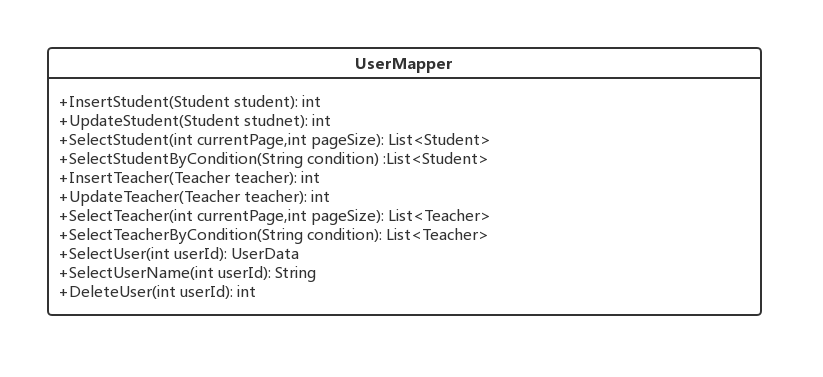 UserMapper
+InsertStudent(Student student): int
+UpdateStudent(Student studnet): int
+SelectStudent(int currentPage,int pageSize): List<Student>
+SelectStudentByCondition(String condition) :List<Student>
+InsertTeacher(Teacher teacher): int
+UpdateTeacher(Teacher teacher): int
+SelectTeacher(int currentPage,int pageSize): List<Teacher>
+SelectTeacherByCondition(String condition): List<Teacher>
+SelectUser(int userId): UserData
+SelectUserName(int userId): String
+DeleteUser(int userId): int